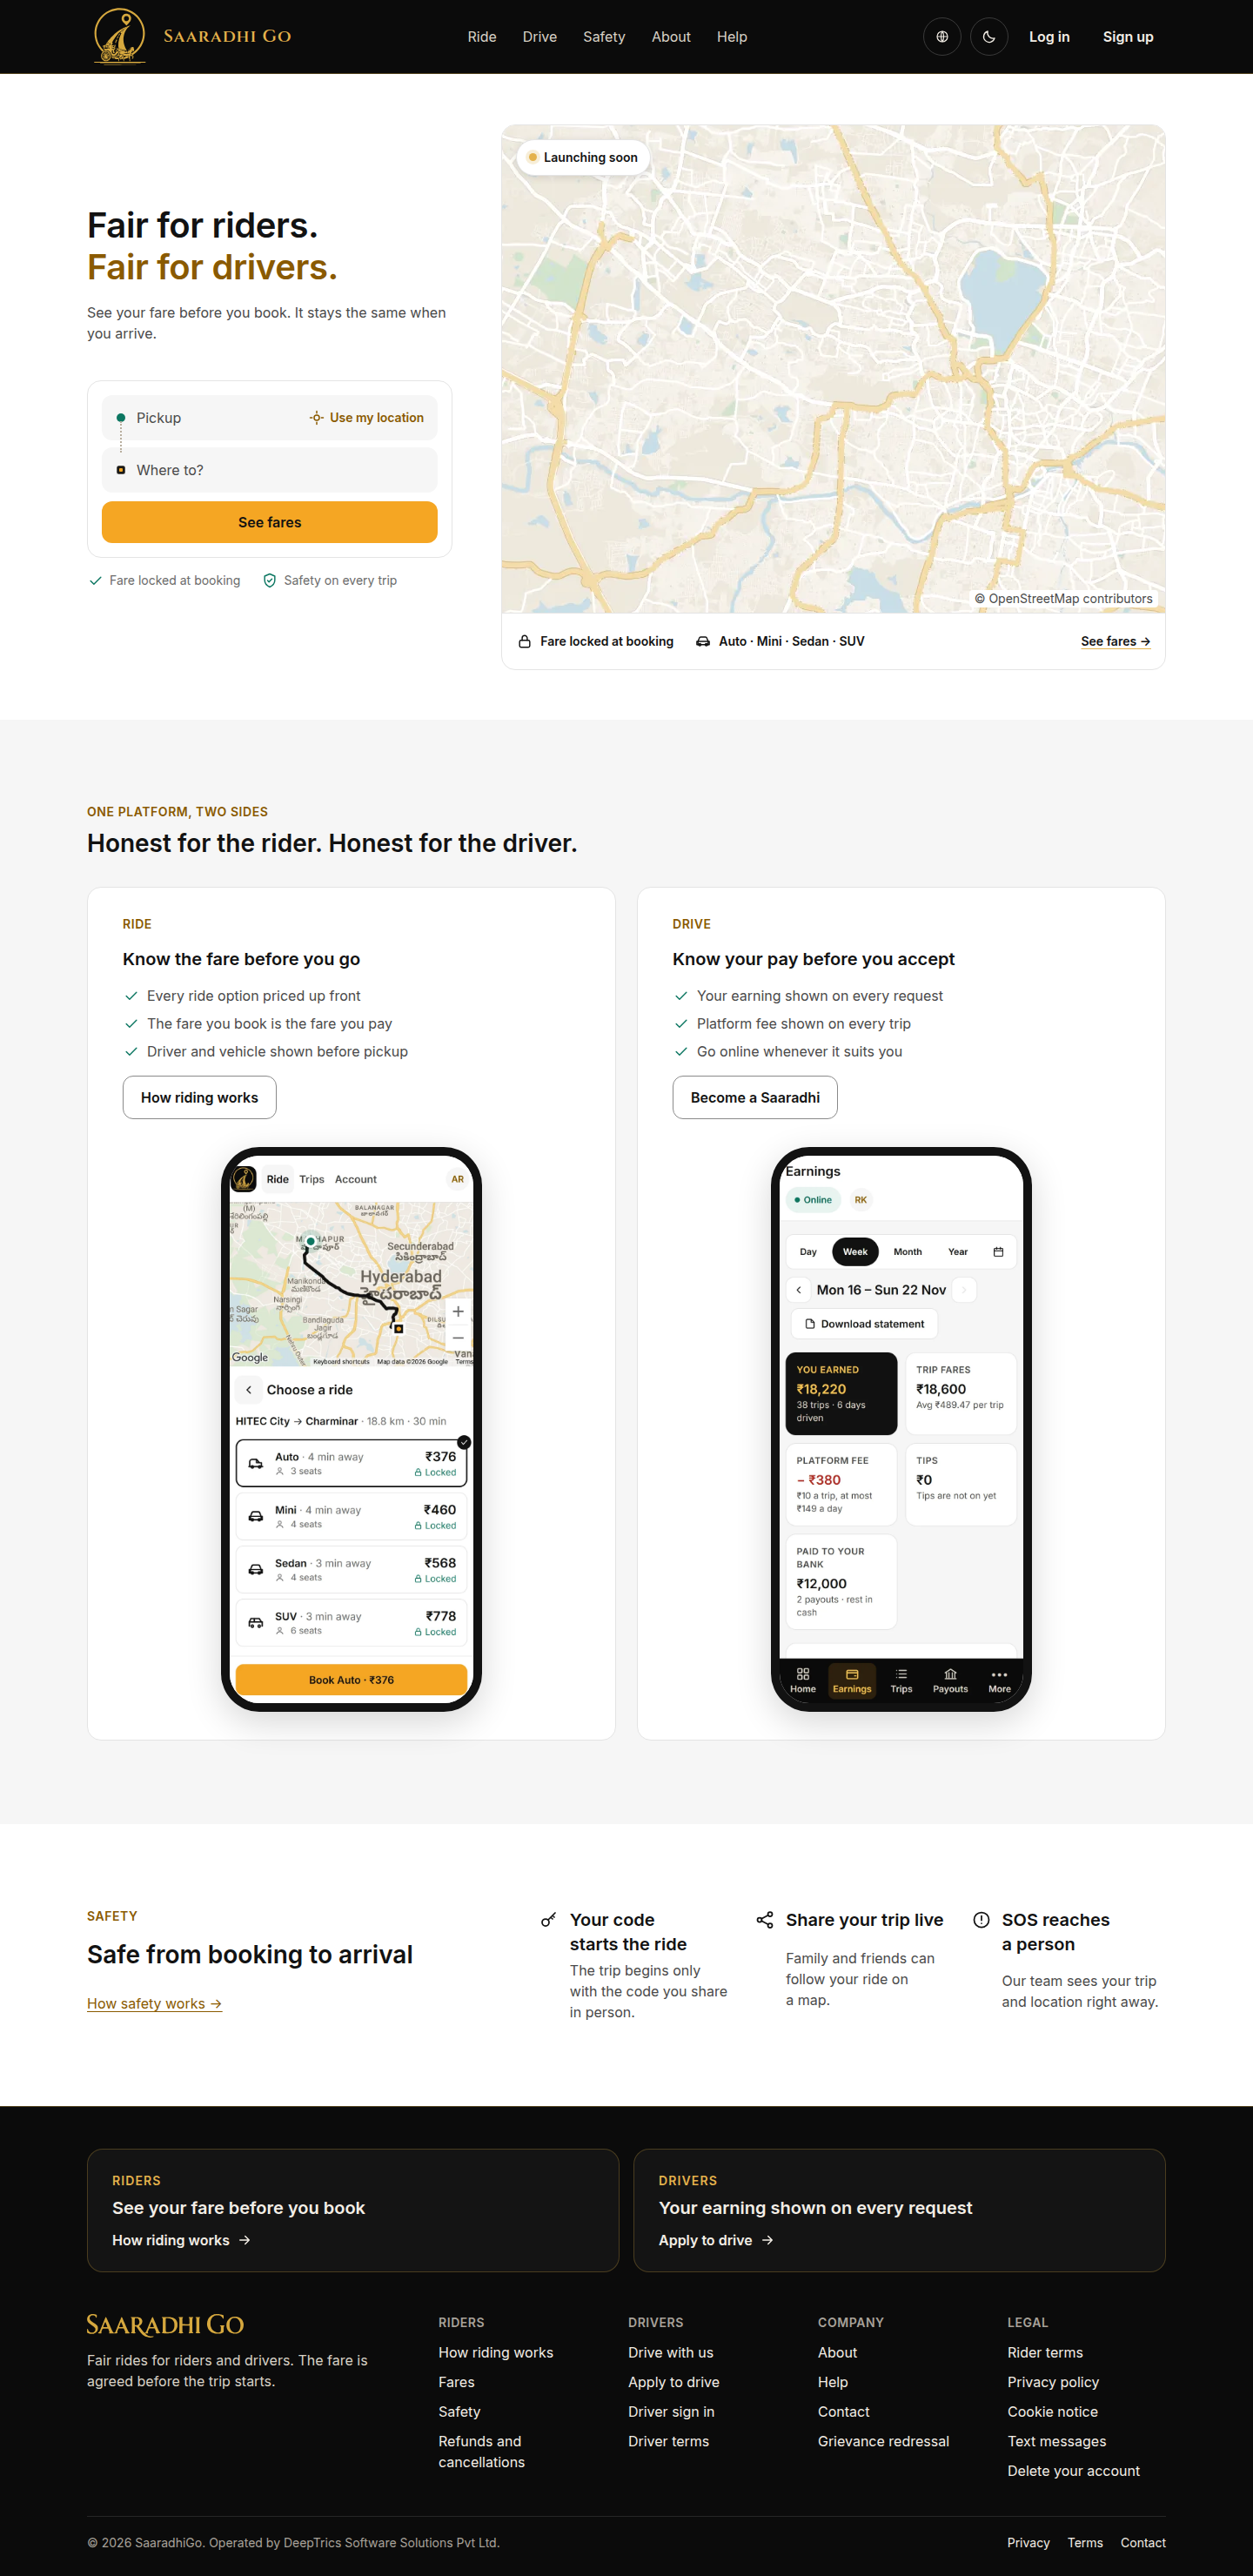 SAARADHI GO
Ride
Drive
Safety
About
Help
Log in
Sign up
Launching soon
Fair for riders.
Fair for drivers.
See your fare before you book. It stays the same when
you arrive.
Pickup
Use my location
Where to?
See fares
Fare locked at booking
Safety on every trip
© OpenStreetMap contributors
Fare locked at booking
Auto · Mini · Sedan · SUV
See fares →
ONE PLATFORM, TWO SIDES
Honest for the rider. Honest for the driver.
RIDE
Know the fare before you go
Every ride option priced up front
The fare you book is the fare you pay
Driver and vehicle shown before pickup
How riding works
Ride
Trips
Account
AR
BALANAGAR
Secunderabad
సికింద్రాబాద్
Hyderabad
హైదరాబాద్
Manikonda
Narsingi
Bandlaguda
Jagir
Google
Keyboard shortcuts
Map data ©2026 Google
Terms
Choose a ride
HITEC City → Charminar · 18.8 km · 30 min
Auto · 4 min away
₹376
3 seats
Locked
Mini · 4 min away
₹460
4 seats
Locked
Sedan · 3 min away
₹568
4 seats
Locked
SUV · 3 min away
₹778
6 seats
Locked
Book Auto · ₹376
DRIVE
Know your pay before you accept
Your earning shown on every request
Platform fee shown on every trip
Go online whenever it suits you
Become a Saaradhi
Earnings
Online
RK
Day
Week
Month
Year
Mon 16 – Sun 22 Nov
Download statement
YOU EARNED
₹18,220
38 trips · 6 days
driven
TRIP FARES
₹18,600
Avg ₹489.47 per trip
PLATFORM FEE
− ₹380
₹10 a trip, at most
₹149 a day
TIPS
₹0
Tips are not on yet
PAID TO YOUR
BANK
₹12,000
2 payouts · rest in
cash
Home
Earnings
Trips
Payouts
More
SAFETY
Safe from booking to arrival
How safety works →
Your code
starts the ride
The trip begins only
with the code you share
in person.
Share your trip live
Family and friends can
follow your ride on
a map.
SOS reaches
a person
Our team sees your trip
and location right away.
RIDERS
See your fare before you book
How riding works →
DRIVERS
Your earning shown on every request
Apply to drive →
SAARADHI GO
Fair rides for riders and drivers. The fare is
agreed before the trip starts.
RIDERS
How riding works
Fares
Safety
Refunds and
cancellations
DRIVERS
Drive with us
Apply to drive
Driver sign in
Driver terms
COMPANY
About
Help
Contact
Grievance redressal
LEGAL
Rider terms
Privacy policy
Cookie notice
Text messages
Delete your account
© 2026 SaaradhiGo. Operated by DeepTrics Software Solutions Pvt Ltd.
Privacy
Terms
Contact